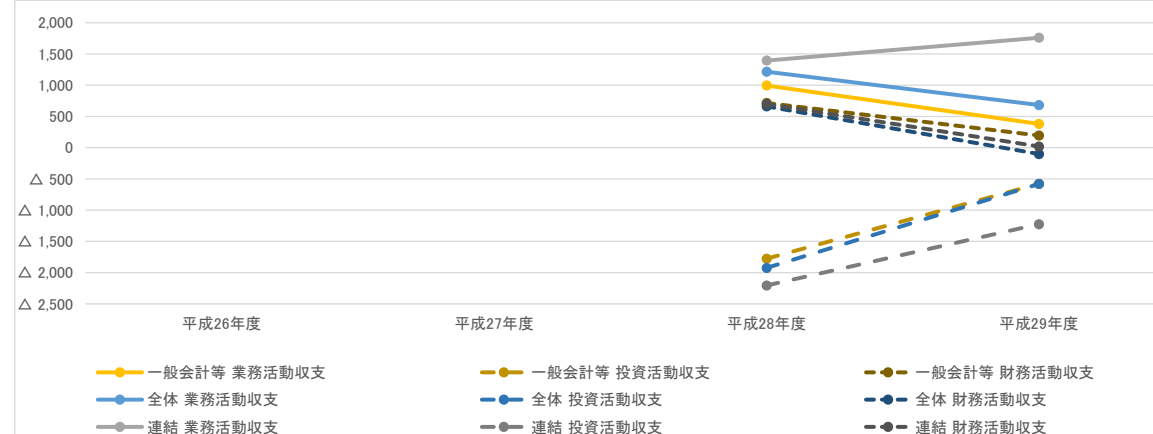 2,000
1,500
1,000
500
0
△ 500
△ 1,000
△ 1,500
△ 2,000
△ 2,500
平成26年度 平成27年度 平成28年度 平成29年度
一般会計等 業務活動収支 一般会計等 投資活動収支 一般会計等 財務活動収支
全体 業務活動収支 全体 投資活動収支 全体 財務活動収支
連結 業務活動収支 連結 投資活動収支 連結 財務活動収支